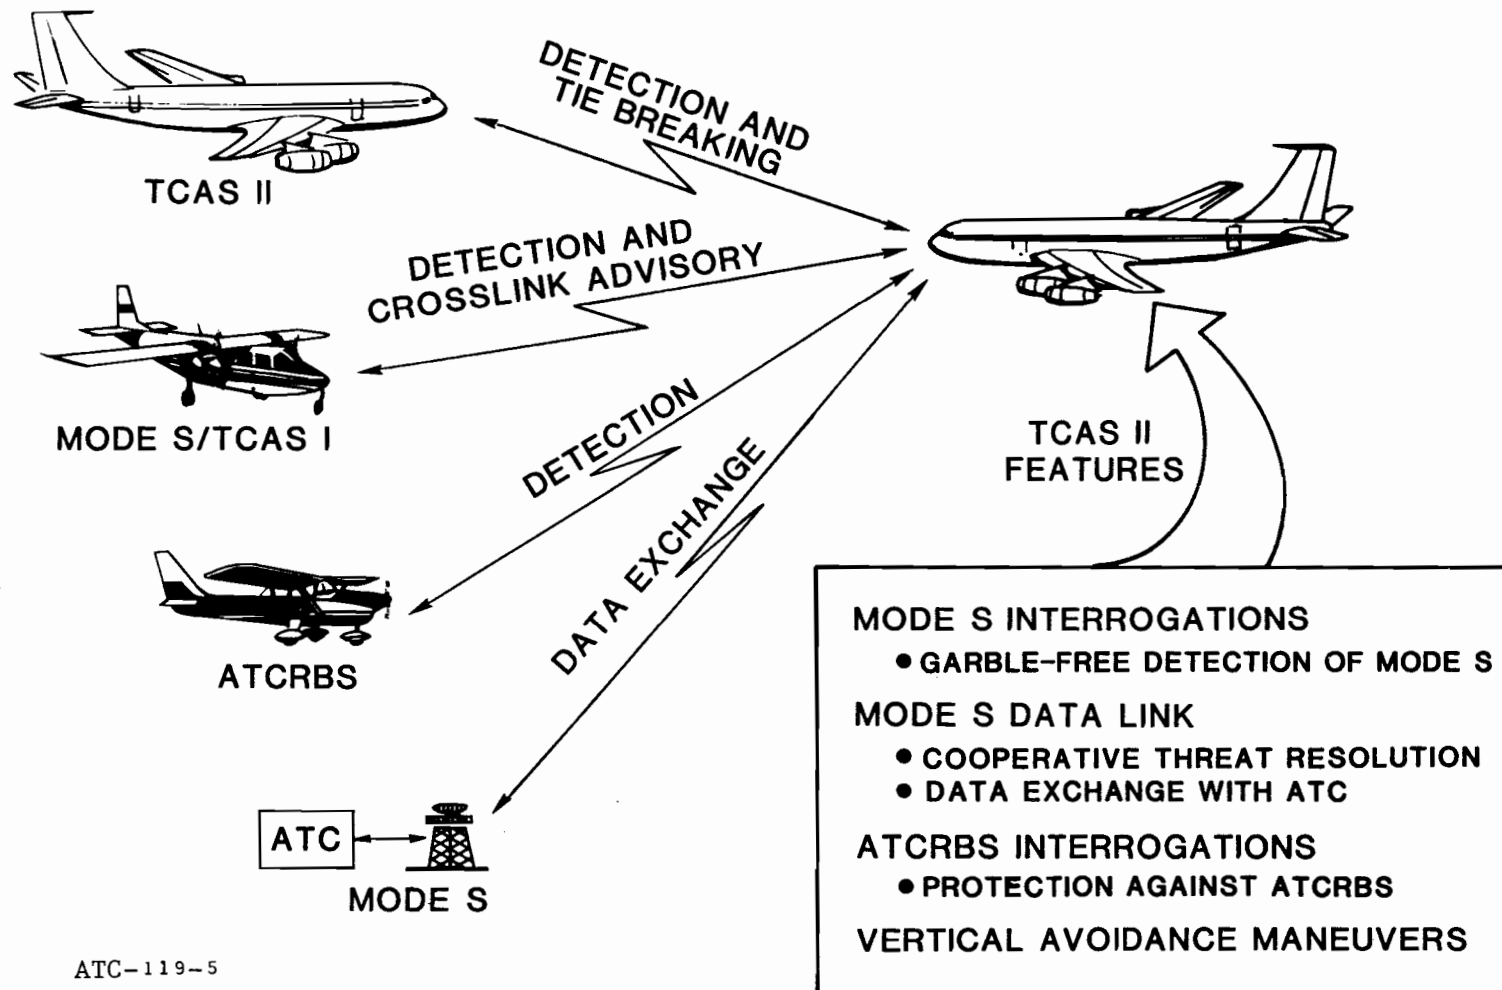 DETECTION AND
TIE BREAKING
TCAS II
DETECTION AND
CROSSLINK ADVISORY
MODE S/TCAS I
DETECTION
ATCRBS
DATA EXCHANGE
ATC
MODE S
TCAS II
FEATURES
MODE S INTERROGATIONS
• GARBLE-FREE DETECTION OF MODE S
MODE S DATA LINK
• COOPERATIVE THREAT RESOLUTION
• DATA EXCHANGE WITH ATC
ATCRBS INTERROGATIONS
• PROTECTION AGAINST ATCRBS
VERTICAL AVOIDANCE MANEUVERS
ATC-119-5